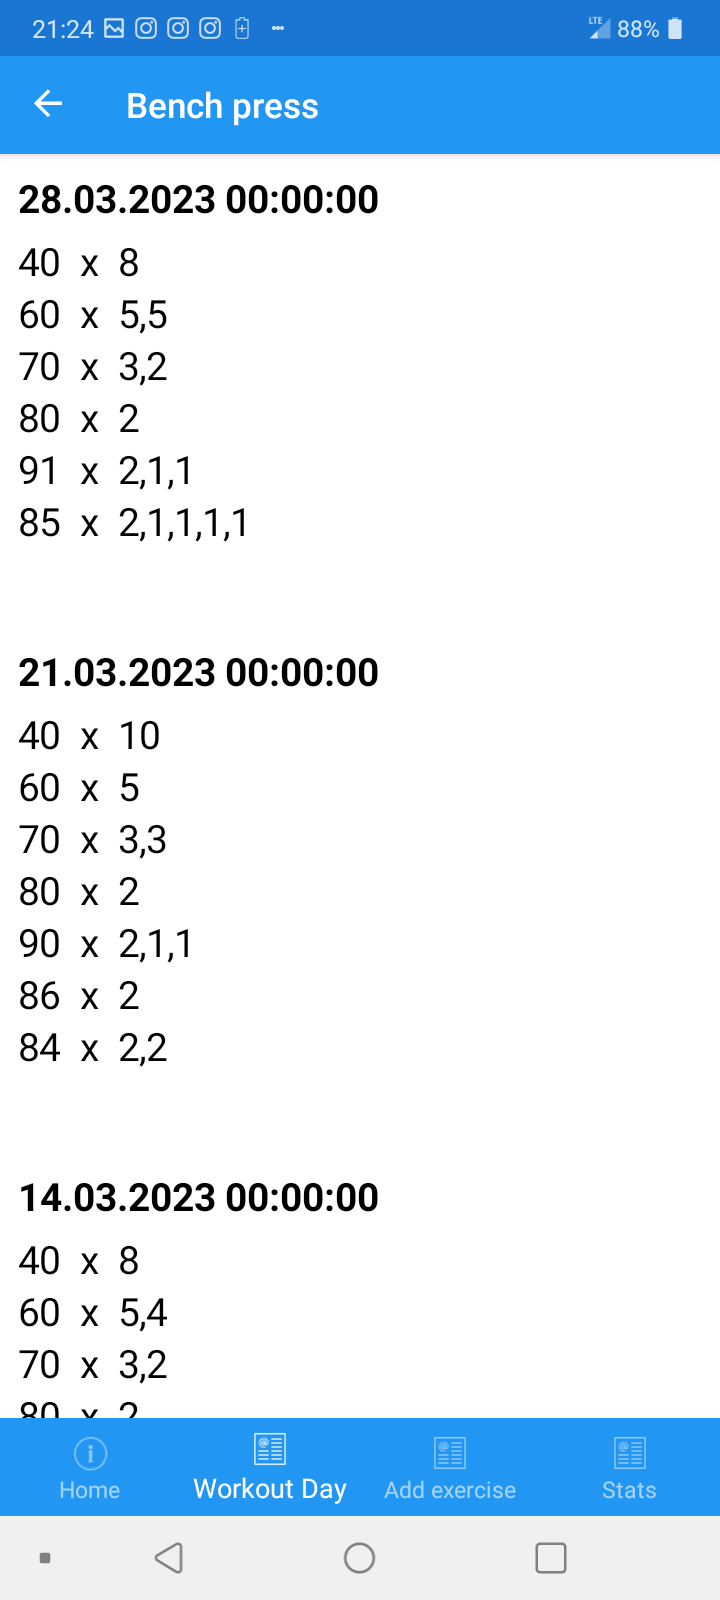 21:24 LTE 88%
Bench press
28.03.2023 00:00:00
40 x 8
60 x 5,5
70 x 3,2
80 x 2
91 x 2,1,1
85 x 2,1,1,1,1
21.03.2023 00:00:00
40 x 10
60 x 5
70 x 3,3
80 x 2
90 x 2,1,1
86 x 2
84 x 2,2
14.03.2023 00:00:00
40 x 8
60 x 5,4
70 x 3,2
80 x 2
Home Workout Day Add exercise Stats